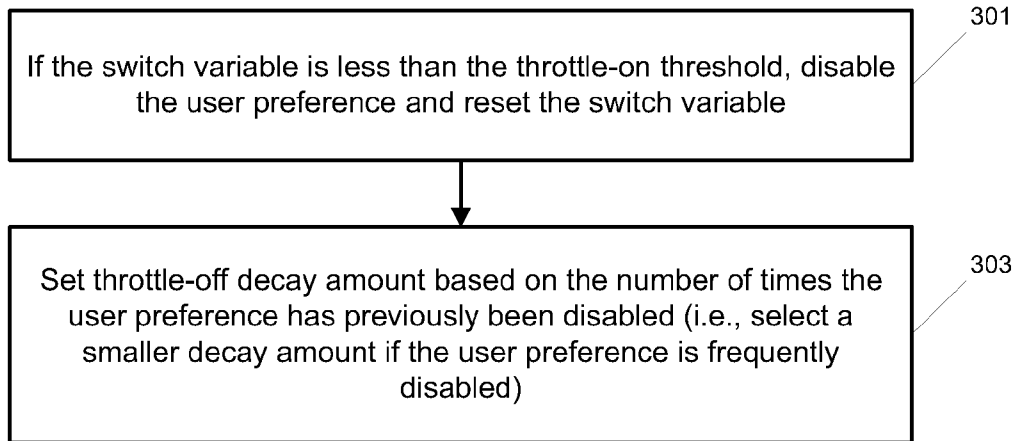 301
If the switch variable is less than the throttle-on threshold, disable
the user preference and reset the switch variable
303
Set throttle-off decay amount based on the number of times the
user preference has previously been disabled (i.e., select a
smaller decay amount if the user preference is frequently
disabled)